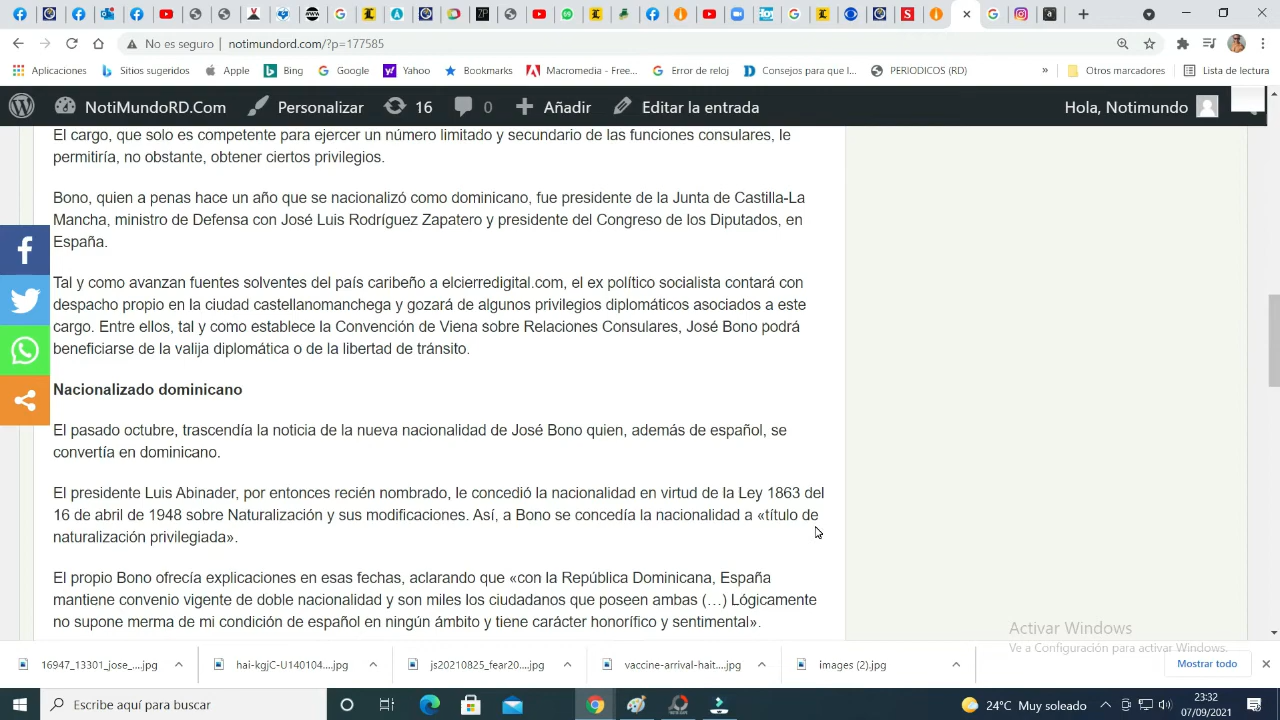 No es seguro | notimundord.com/?p=177585
Aplicaciones Sitios sugeridos Apple Bing Google Yahoo Bookmarks Macromedia - Free... Error de reloj Consejos para que l... PERIODICOS (RD) » Otros marcadores Lista de lectura
NotiMundoRD.Com Personalizar 16 0 Añadir Editar la entrada Hola, Notimundo
El cargo, que solo es competente para ejercer un número limitado y secundario de las funciones consulares, le
permitiría, no obstante, obtener ciertos privilegios.
Bono, quien a penas hace un año que se nacionalizó como dominicano, fue presidente de la Junta de Castilla-La
Mancha, ministro de Defensa con José Luis Rodríguez Zapatero y presidente del Congreso de los Diputados, en
España.
Tal y como avanzan fuentes solventes del país caribeño a elcierredigital.com, el ex político socialista contará con
despacho propio en la ciudad castellanomanchega y gozará de algunos privilegios diplomáticos asociados a este
cargo. Entre ellos, tal y como establece la Convención de Viena sobre Relaciones Consulares, José Bono podrá
beneficiarse de la valija diplomática o de la libertad de tránsito.
Nacionalizado dominicano
El pasado octubre, trascendía la noticia de la nueva nacionalidad de José Bono quien, además de español, se
convertía en dominicano.
El presidente Luis Abinader, por entonces recién nombrado, le concedió la nacionalidad en virtud de la Ley 1863 del
16 de abril de 1948 sobre Naturalización y sus modificaciones. Así, a Bono se concedía la nacionalidad a «título de
naturalización privilegiada».
El propio Bono ofrecía explicaciones en esas fechas, aclarando que «con la República Dominicana, España
mantiene convenio vigente de doble nacionalidad y son miles los ciudadanos que poseen ambas (…) Lógicamente
no supone merma de mi condición de español en ningún ámbito y tiene carácter honorífico y sentimental».
Activar Windows
Ve a Configuración para activar Windows.
16947_13301_jose_....jpg hai-kgjC-U140104....jpg js20210825_fear20....jpg vaccine-arrival-hait....jpg images (2).jpg Mostrar todo
Escribe aquí para buscar 24°C Muy soleado 23:32
07/09/2021